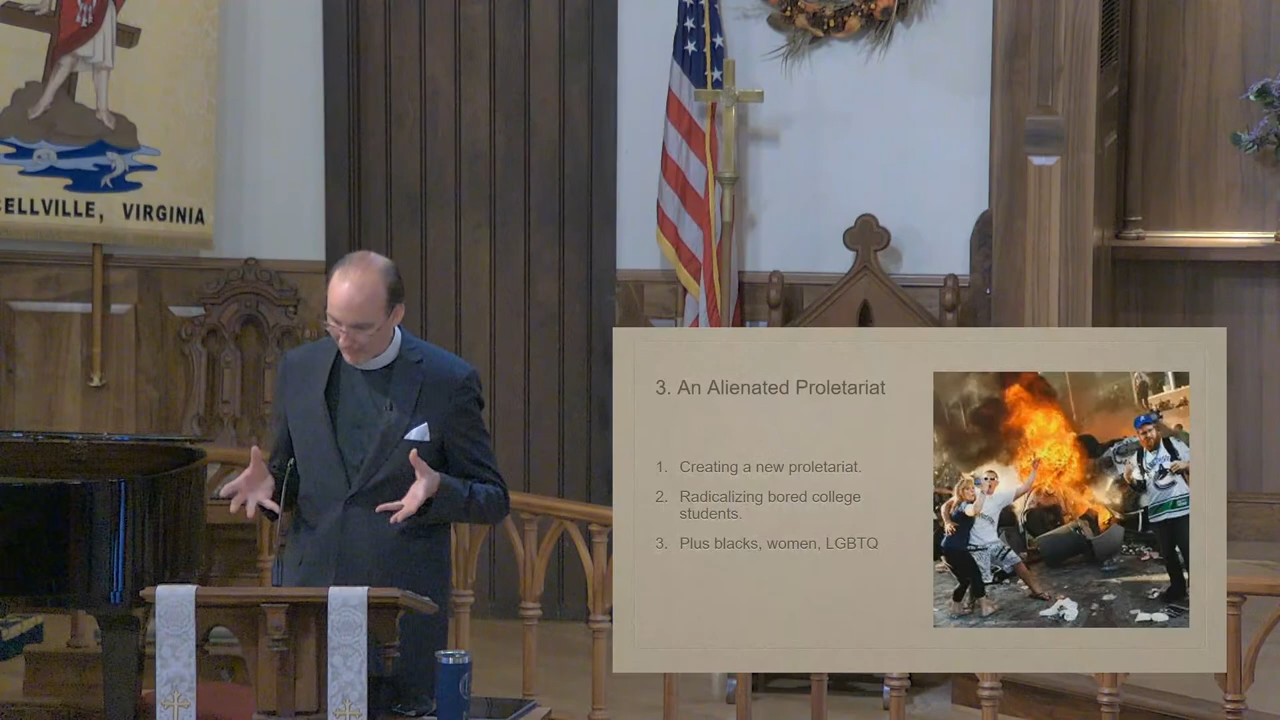 CELLVILLE, VIRGINIA
3. An Alienated Proletariat
1. Creating a new proletariat.
2. Radicalizing bored college
students.
3. Plus blacks, women, LGBTQ